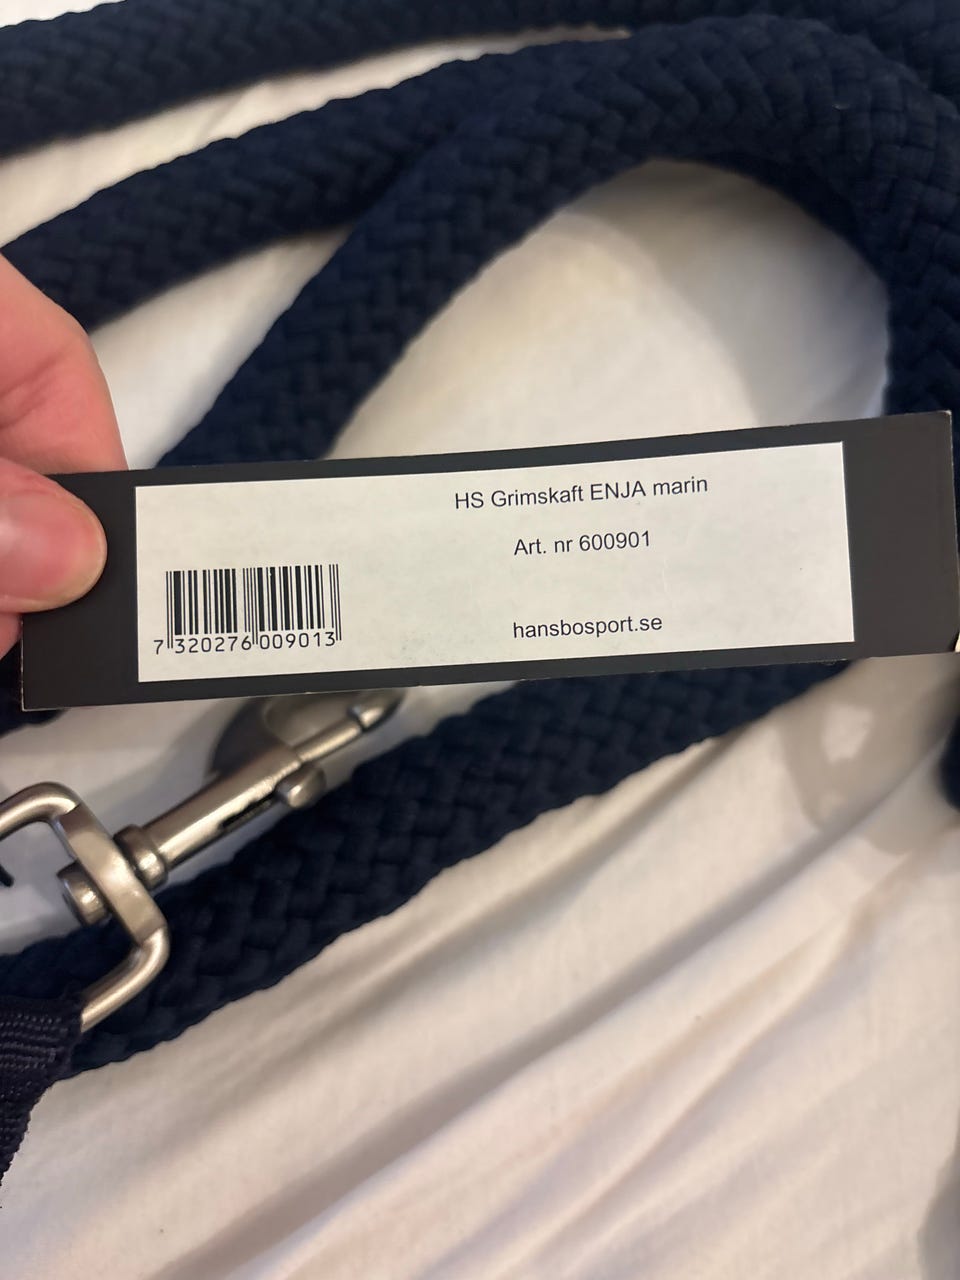 HS Grimskaft ENJA marin
Art. nr 600901
hansbosport.se
7 320276 009013